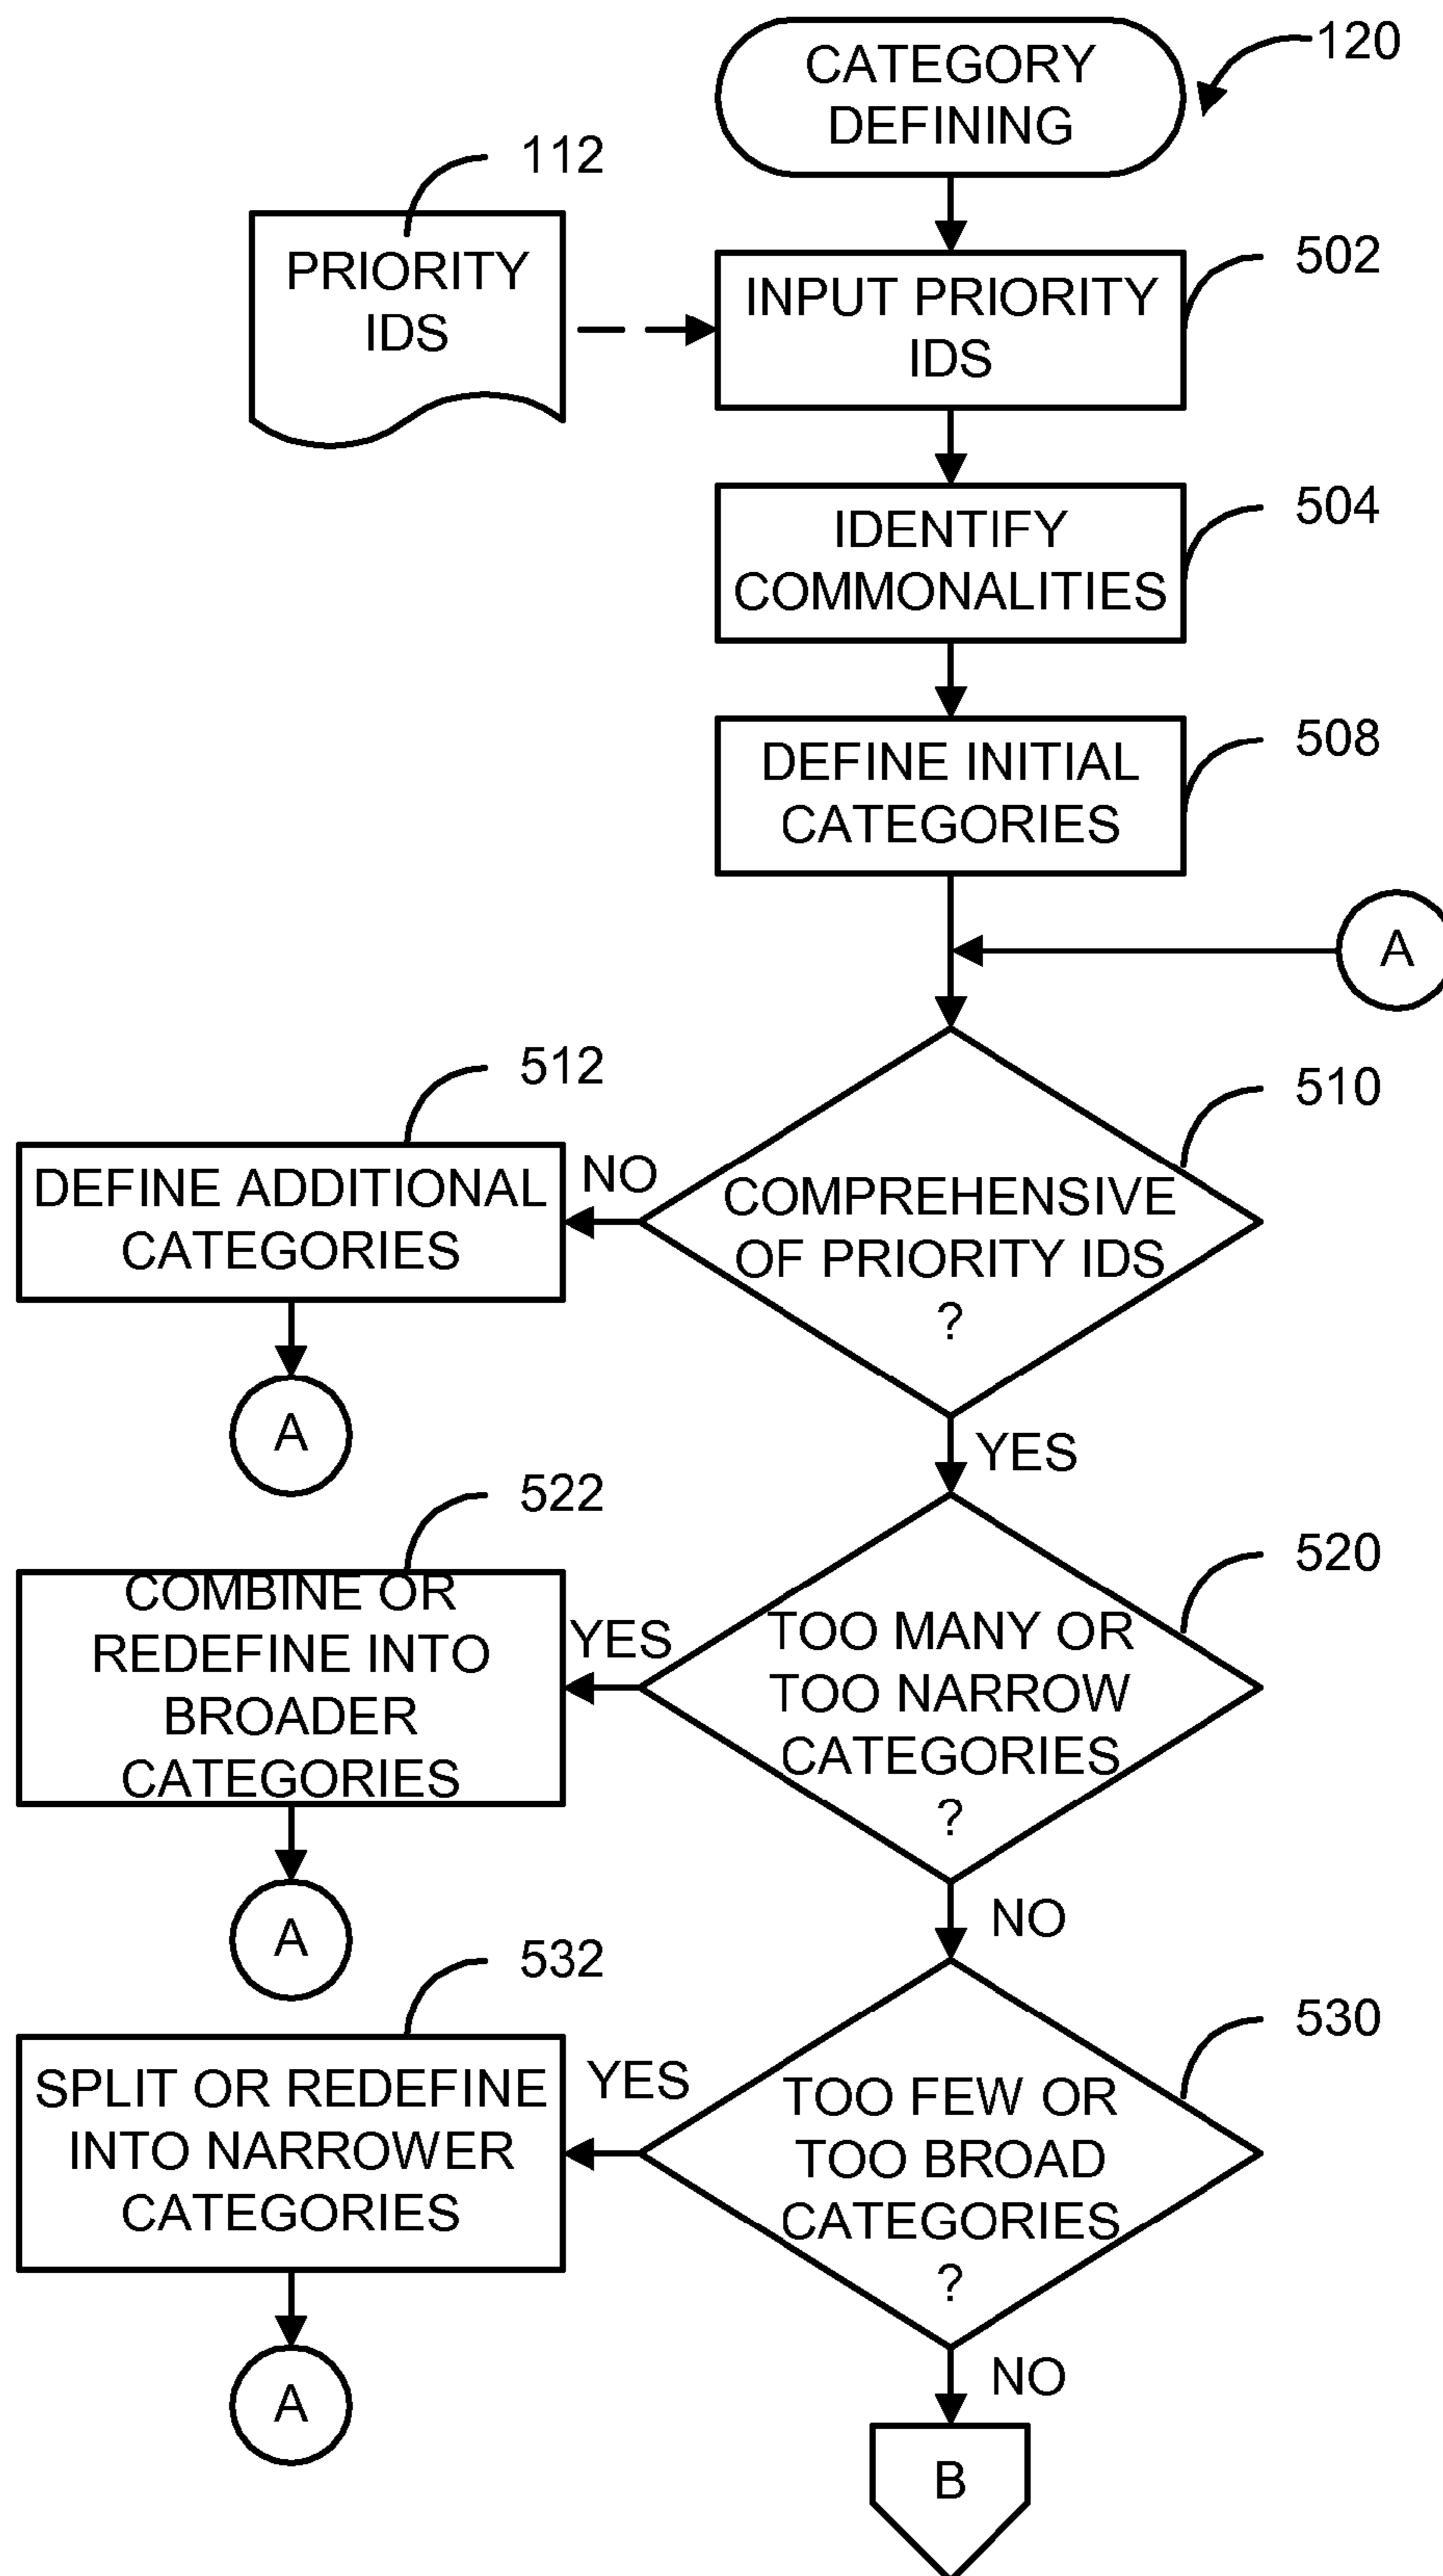 CATEGORY
DEFINING
120
112
PRIORITY
IDS
502
INPUT PRIORITY
IDS
504
IDENTIFY
COMMONALITIES
508
DEFINE INITIAL
CATEGORIES
A
512
510
DEFINE ADDITIONAL
CATEGORIES
NO
COMPREHENSIVE
OF PRIORITY IDS
?
A
YES
522
520
COMBINE OR
REDEFINE INTO
BROADER
CATEGORIES
YES
TOO MANY OR
TOO NARROW
CATEGORIES
?
A
NO
532
530
SPLIT OR REDEFINE
INTO NARROWER
CATEGORIES
YES
TOO FEW OR
TOO BROAD
CATEGORIES
?
A
NO
B